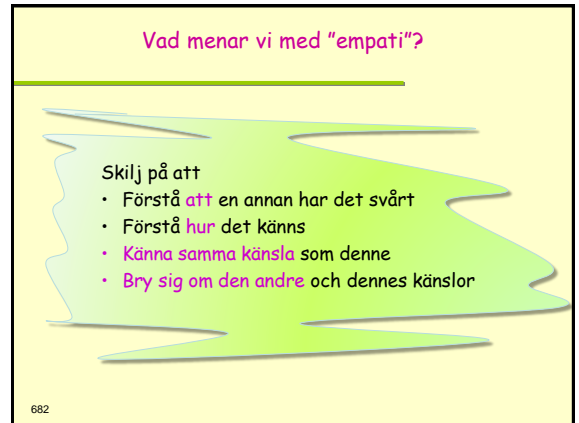 Vad menar vi med ”empati”?
Skilj på att
• Förstå att en annan har det svårt
• Förstå hur det känns
• Känna samma känsla som denne
• Bry sig om den andre och dennes känslor
682